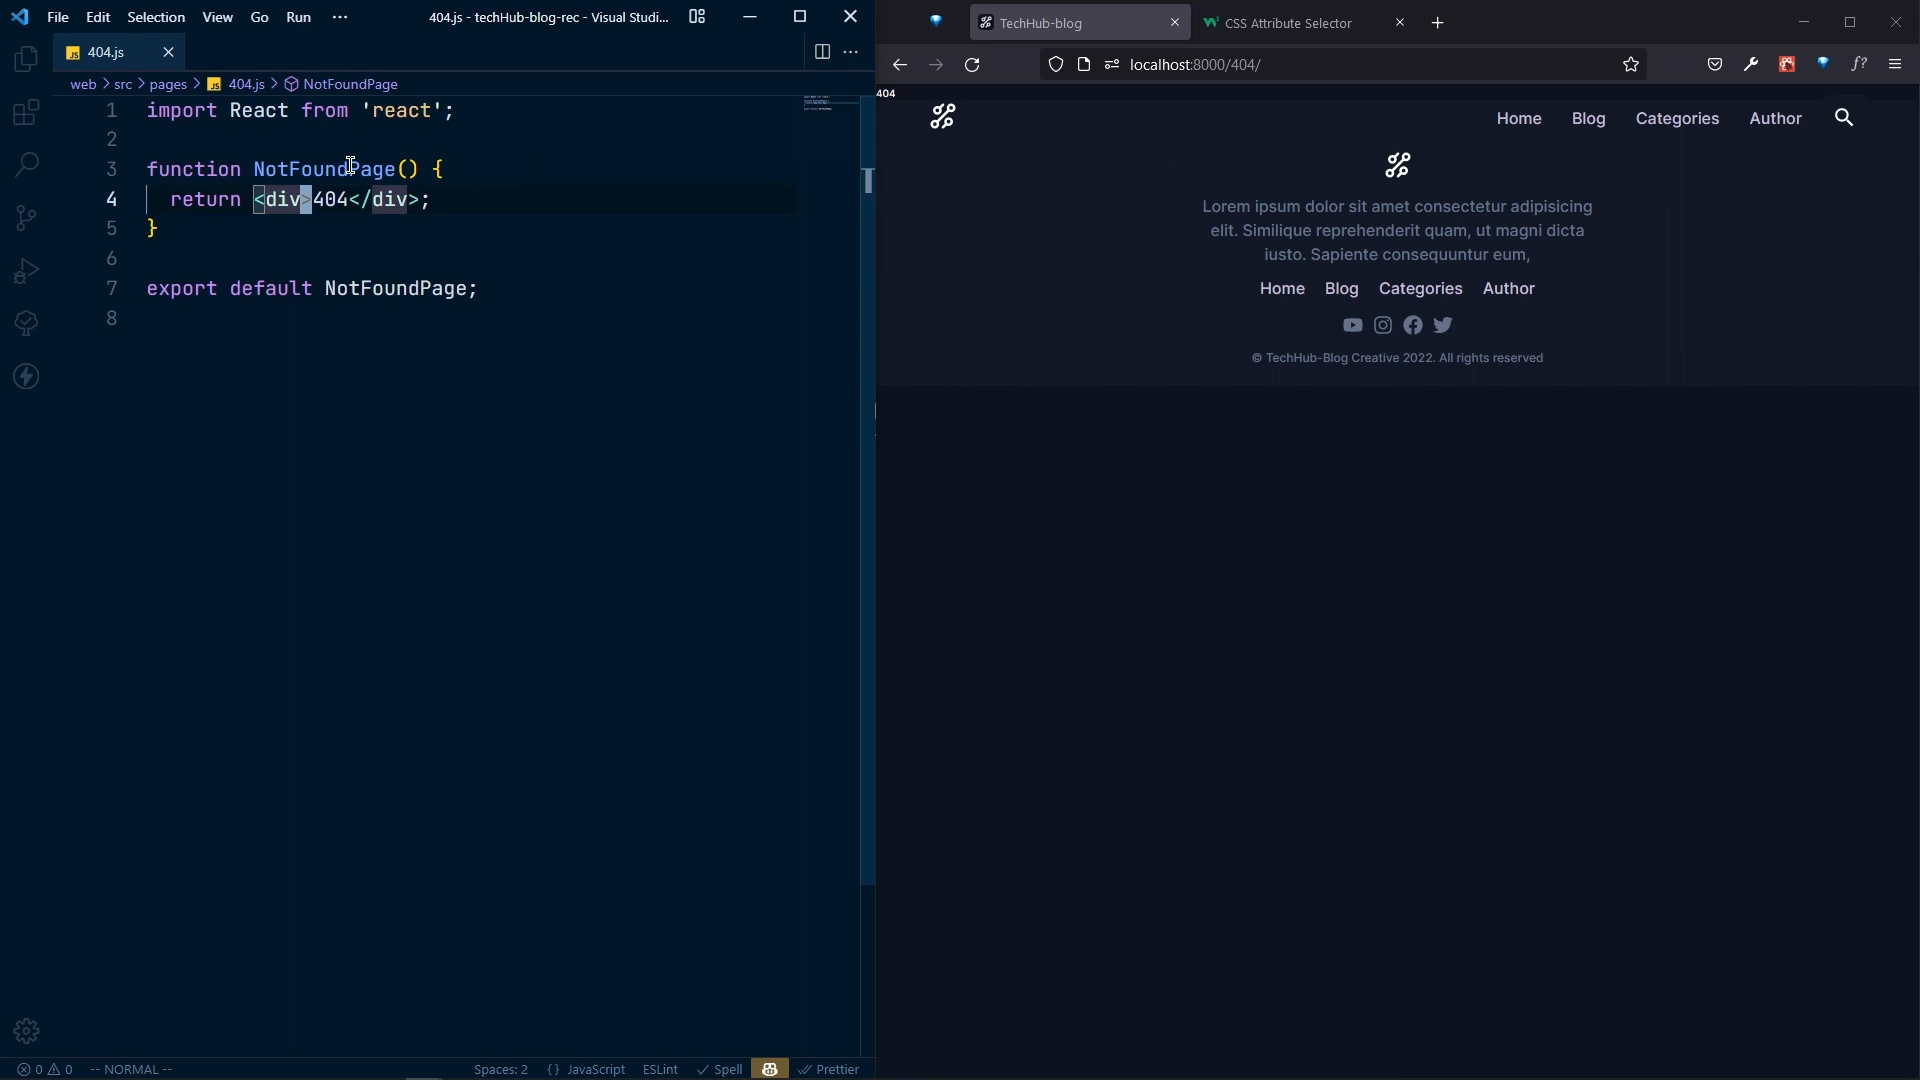 File Edit Selection View Go Run ··· 404.js - techHub-blog-rec - Visual Studi...
404.js
web > src > pages > 404.js > NotFoundPage
1 import React from 'react';
2
3 function NotFoundPage() {
4 return <div>404</div>;
5 }
6
7 export default NotFoundPage;
8
0 0 -- NORMAL -- Spaces: 2 {} JavaScript ESLint Spell Prettier
TechHub-blog CSS Attribute Selector
localhost:8000/404/
404
Home Blog Categories Author
Lorem ipsum dolor sit amet consectetur adipisicing
elit. Similique reprehenderit quam, ut magni dicta
iusto. Sapiente consequuntur eum,
Home Blog Categories Author
© TechHub-Blog Creative 2022. All rights reserved